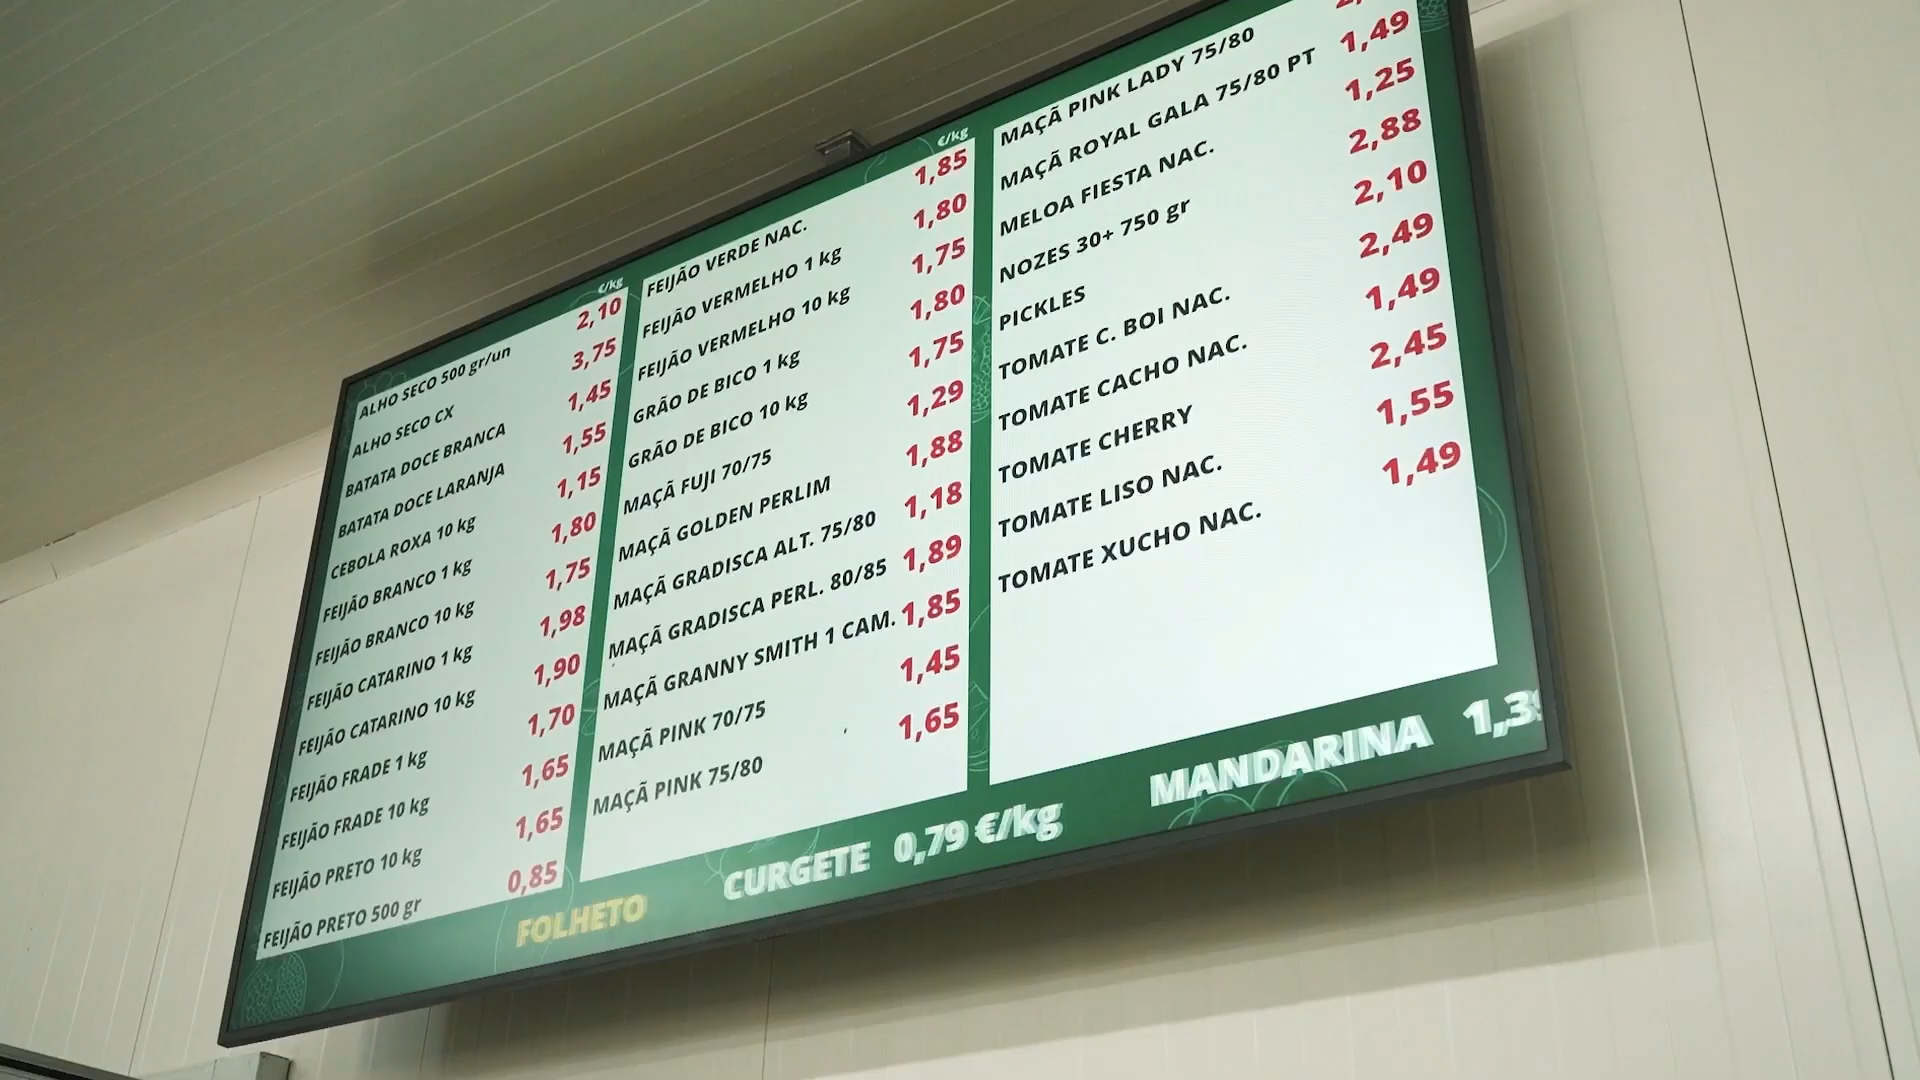 €/kg
ALHO SECO 500 gr/un 2,10
ALHO SECO CX 3,75
BATATA DOCE BRANCA 1,45
BATATA DOCE LARANJA 1,55
CEBOLA ROXA 10 kg 1,15
FEIJÃO BRANCO 1 kg 1,80
FEIJÃO BRANCO 10 kg 1,75
FEIJÃO CATARINO 1 kg 1,98
FEIJÃO CATARINO 10 kg 1,90
FEIJÃO FRADE 1 kg 1,70
FEIJÃO FRADE 10 kg 1,65
FEIJÃO PRETO 10 kg 1,65
FEIJÃO PRETO 500 gr 0,85
€/kg
FEIJÃO VERDE NAC. 1,85
FEIJÃO VERMELHO 1 kg 1,80
FEIJÃO VERMELHO 10 kg 1,75
GRÃO DE BICO 1 kg 1,80
GRÃO DE BICO 10 kg 1,75
MAÇÃ FUJI 70/75 1,29
MAÇÃ GOLDEN PERLIM 1,88
MAÇÃ GRADISCA ALT. 75/80 1,18
MAÇÃ GRADISCA PERL. 80/85 1,89
MAÇÃ GRANNY SMITH 1 CAM. 1,85
MAÇÃ PINK 70/75 1,45
MAÇÃ PINK 75/80 1,65
MAÇÃ PINK LADY 75/80
MAÇÃ ROYAL GALA 75/80 PT 1,49
MELOA FIESTA NAC. 1,25
NOZES 30+ 750 gr 2,88
PICKLES 2,10
TOMATE C. BOI NAC. 2,49
TOMATE CACHO NAC. 1,49
TOMATE CHERRY 2,45
TOMATE LISO NAC. 1,55
TOMATE XUCHO NAC. 1,49
FOLHETO CURGETE 0,79 €/kg MANDARINA